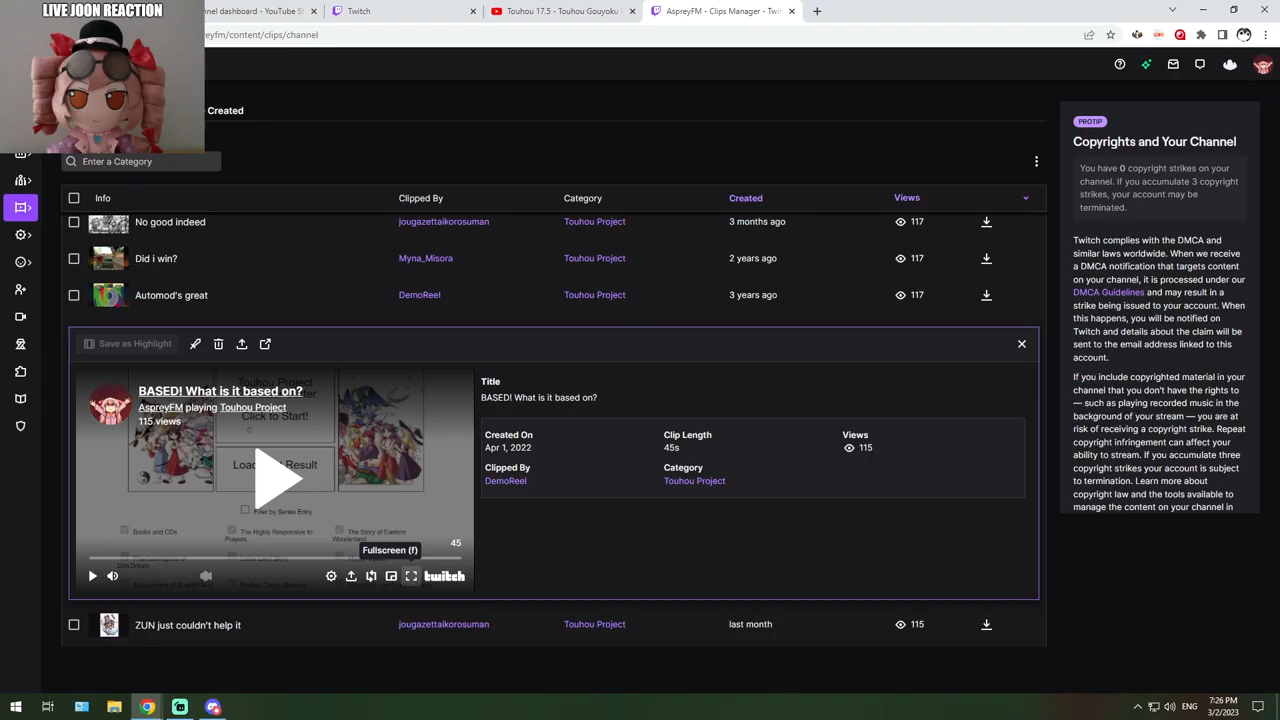 LIVE JOON REACTION
nnel dashboard - YouTube St
Twitch
Touhou 17.5 - Touhou Gouyoku
AspreyFM - Clips Manager - Twit
reyfm/content/clips/channel
Created
Enter a Category
Info
Clipped By
Category
Created
Views
No good indeed
jougazettaikorosuman
Touhou Project
3 months ago
117
Did i win?
Myna_Misora
Touhou Project
2 years ago
117
Automod's great
DemoReel
Touhou Project
3 years ago
117
Save as Highlight
BASED! What is it based on?
AspreyFM playing Touhou Project
115 views
Touhou Project
Click to Start!
Result
Filter by Series Entry
Books and CDs
The Highly Responsive to
Prayers
The Story of Eastern
Wonderland
45
Fullscreen (f)
twitch
Title
BASED! What is it based on?
Created On
Apr 1, 2022
Clip Length
45s
Views
115
Clipped By
DemoReel
Category
Touhou Project
ZUN just couldn't help it
jougazettaikorosuman
Touhou Project
last month
115
PROTIP
Copyrights and Your Channel
You have 0 copyright strikes on
your channel. If you accumulate 3 copyright
strikes, your account may be
terminated.
Twitch complies with the DMCA and
similar laws worldwide. When we receive
a DMCA notification that targets content
on your channel, it is processed under our
DMCA Guidelines and may result in a
strike being issued to your account. When
this happens, you will be notified on
Twitch and details about the claim will be
sent to the email address linked to this
account.
If you include copyrighted material in your
channel that you don't have the rights to
— such as playing recorded music in the
background of your stream — you are at
risk of receiving a copyright strike. Repeat
copyright infringement can affect your
ability to stream. If you accumulate three
copyright strikes your account is subject
to termination. Learn more about
copyright law and the tools available to
manage the content on your channel in
ENG
7:26 PM
3/2/2023